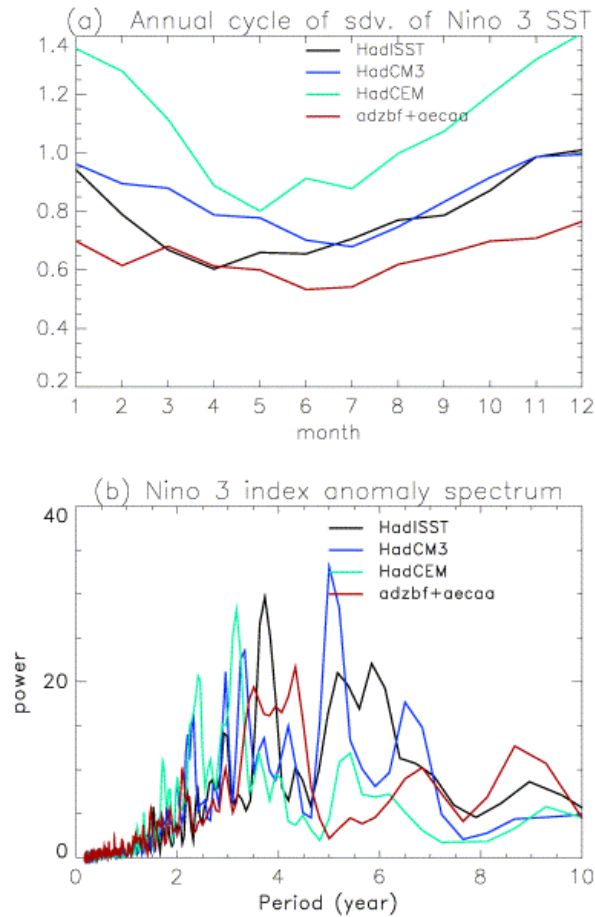 (a) Annual cycle of sdv. of Nino 3 SST
HadISST
HadCM3
HadCEM
adzbf+aecaa
1.4
1.2
1.0
0.8
0.6
0.4
0.2
1 2 3 4 5 6 7 8 9 10 11 12
month
(b) Nino 3 index anomaly spectrum
HadISST
HadCM3
HadCEM
adzbf+aecaa
40
20
0
power
0 2 4 6 8 10
Period (year)